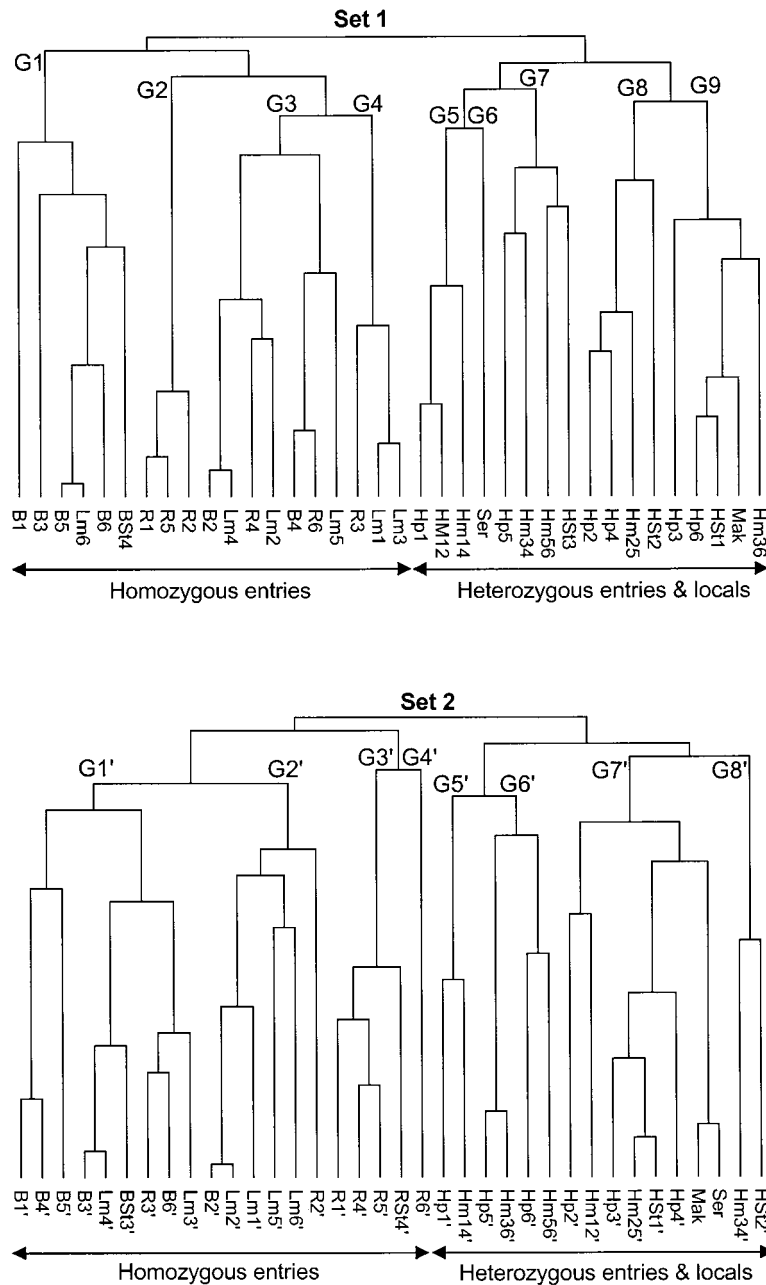 Set 1
G1 G2 G3 G4 G5 G6 G7 G8 G9
B1 B3 B5 Lm6 B6 BSt4 R1 R5 R2 B2 Lm4 R4 Lm2 B4 R6 Lm5 R3 Lm1 Lm3 Hp1 HM12 Hm14 Ser Hp5 Hm34 Hm56 HSt3 Hp2 Hp4 Hm25 HSt2 Hp3 Hp6 HSt1 Mak Hm36
Homozygous entries Heterozygous entries & locals
Set 2
G1' G2' G3' G4' G5' G6' G7' G8'
B1' B4' B5' B3' Lm4' BSt3' R3' B6' Lm3' B2' Lm2' Lm1' Lm5' Lm6' R2' R1' R4' R5' RSt4' R6' Hp1' Hm14' Hp5' Hm36' Hp6' Hm56' Hp2' Hm12' Hp3' Hm25' HSt1' Hp4' Mak Ser Hm34' HSt2'
Homozygous entries Heterozygous entries & locals